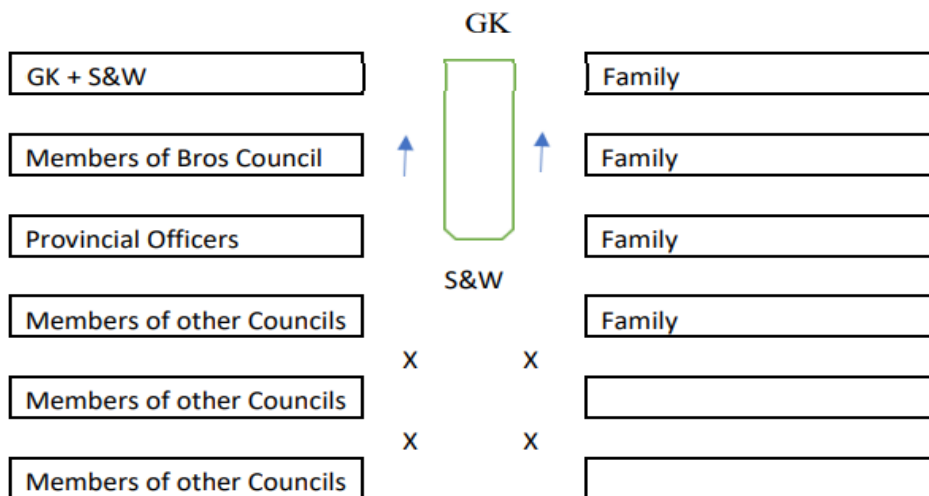 GK
GK + S&W
Family
Members of Bros Council
Family
Provincial Officers
Family
S&W
Members of other Councils
Family
X X
Members of other Councils
X X
Members of other Councils